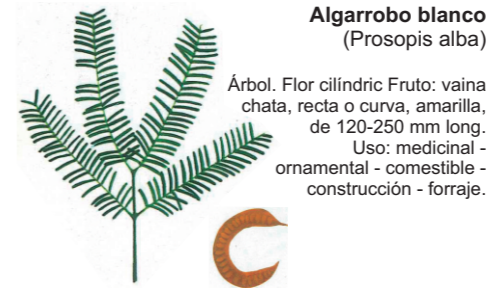 Algarrobo blanco
(Prosopis alba)
Árbol. Flor cilíndric Fruto: vaina
chata, recta o curva, amarilla,
de 120-250 mm long.
Uso: medicinal -
ornamental - comestible -
construcción - forraje.